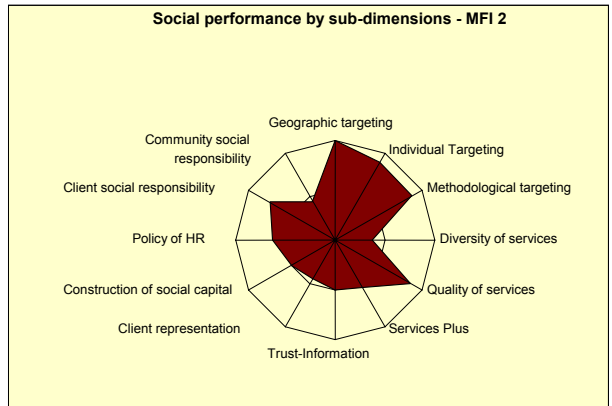 Social performance by sub-dimensions - MFI 2
Geographic targeting
Individual Targeting
Methodological targeting
Diversity of services
Quality of services
Services Plus
Trust-Information
Client representation
Construction of social capital
Policy of HR
Client social responsibility
Community social
responsibility